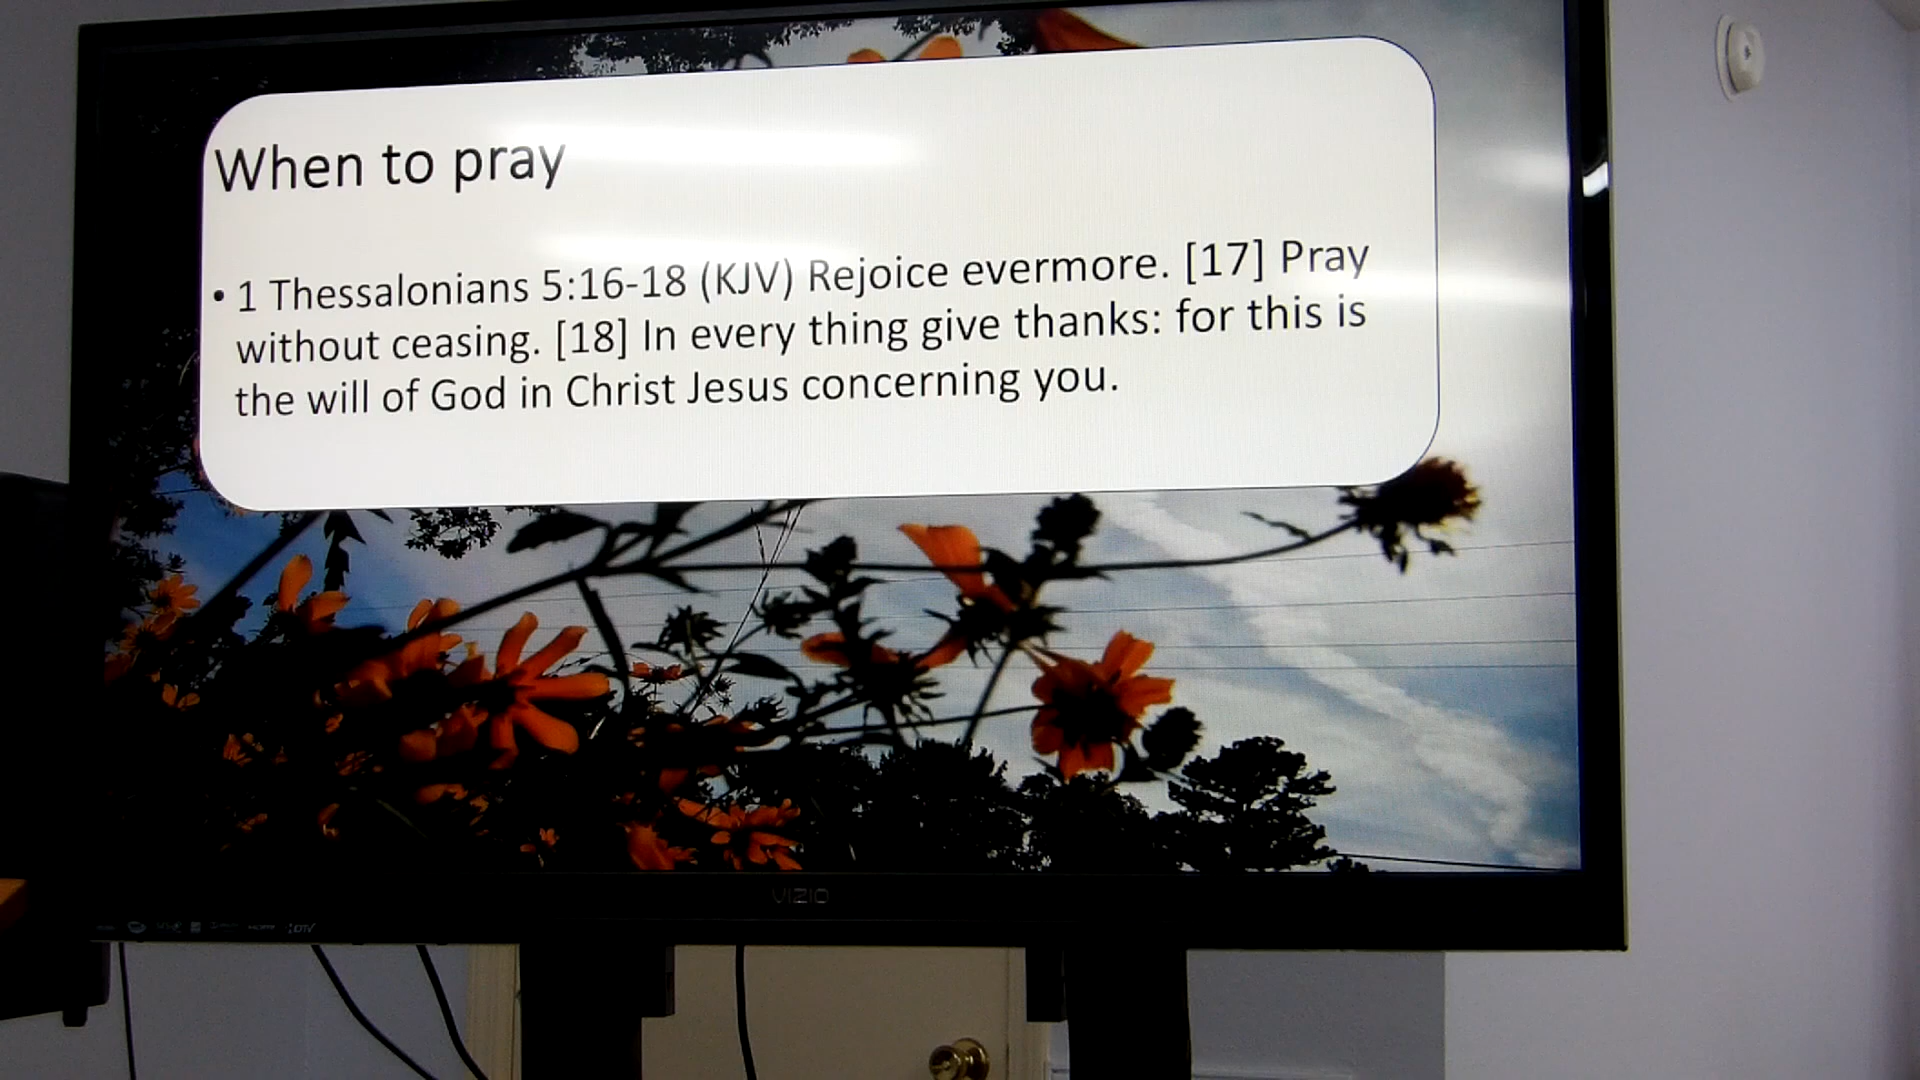 When to pray
• 1 Thessalonians 5:16-18 (KJV) Rejoice evermore. [17] Pray
without ceasing. [18] In every thing give thanks: for this is
the will of God in Christ Jesus concerning you.
VIZIO